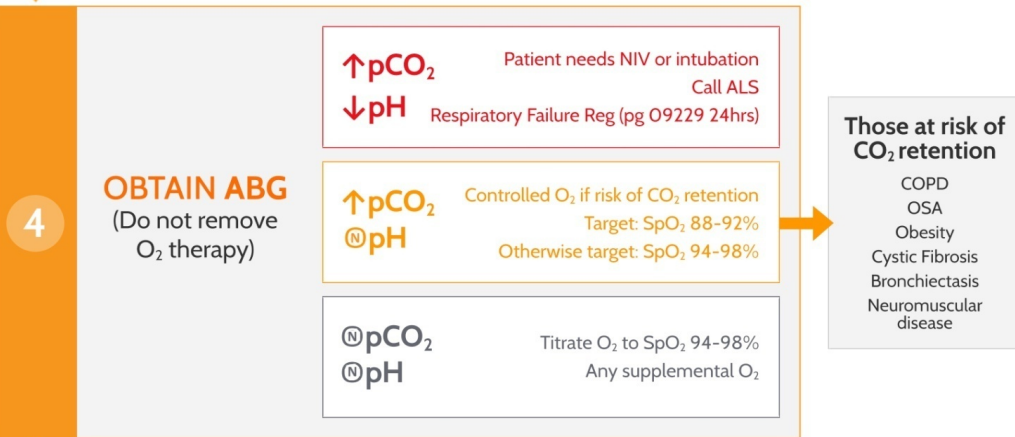 4
OBTAIN ABG
(Do not remove
O₂ therapy)
↑pCO₂
↓pH
Patient needs NIV or intubation
Call ALS
Respiratory Failure Reg (pg 09229 24hrs)
↑pCO₂
ⓃpH
Controlled O₂ if risk of CO₂ retention
Target: SpO₂ 88-92%
Otherwise target: SpO₂ 94-98%
ⓃpCO₂
ⓃpH
Titrate O₂ to SpO₂ 94-98%
Any supplemental O₂
Those at risk of
CO₂ retention
COPD
OSA
Obesity
Cystic Fibrosis
Bronchiectasis
Neuromuscular
disease